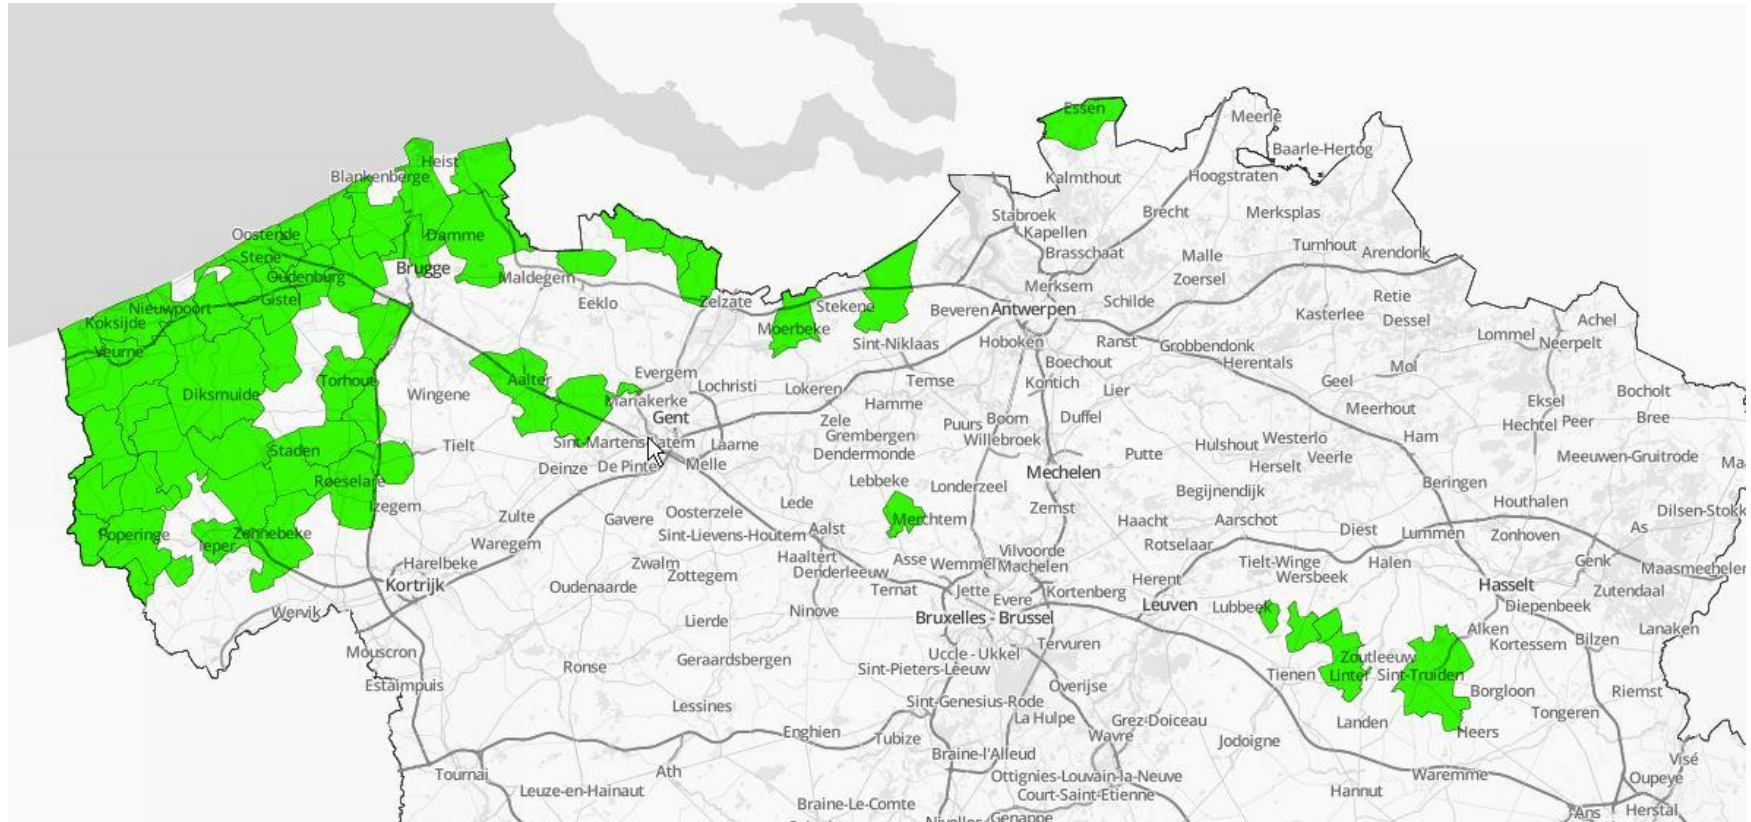 Essen
Meerle
Baarle-Hertog
Heist
Blankenberge
Kalmthout
Hoogstraten
Stabroek
Brecht
Merksplas
Oostende
Damme
Kapellen
Stene
Brasschaat
Malle
Turnhout
Arendonk
Oudenburg
Brugge
Maldegem
Zoersel
Gistel
Eeklo
Zelzate
Stekene
Beveren
Antwerpen
Merksem
Schilde
Retie
Nieuwpoort
Koksijde
Moerbeke
Kasterlee
Dessel
Achel
Lommel
Neerpelt
Veurne
Sint-Niklaas
Hoboken
Ranst
Grobbendonk
Boechout
Herentals
Mol
Torhout
Aalter
Evergem
Lochristi
Lokeren
Temse
Kontich
Lier
Geel
Bocholt
Diksmuide
Wingene
Mariakerke
Hamme
Meerhout
Eksel
Gent
Zele
Puurs
Boom
Duffel
Hechtel
Peer
Bree
Staden
Tielt
Sint-Martens-Latem
Laarne
Grembergen
Willebroek
Hulshout
Westerlo
Ham
Dendermonde
Putte
Veerle
Meeuwen-Gruitrode
Deinze
De Pinte
Melle
Mechelen
Herselt
Maa
Roeselare
Lebbeke
Londerzeel
Begijnendijk
Beringen
Izegem
Lede
Zemst
Houthalen
Zulte
Gavere
Oosterzele
Merchtem
Haacht
Aarschot
Diest
Dilsen-Stokk
Poperinge
Zonnebeke
Sint-Lievens-Houtem
Aalst
Lummen
Zonhoven
As
Ieper
Waregem
Haaltert
Asse
Vilvoorde
Rotselaar
Harelbeke
Zwalm
Denderleeuw
Wemmel
Machelen
Tielt-Winge
Halen
Genk
Maasmechelen
Kortrijk
Oudenaarde
Zottegem
Ternat
Jette
Evere
Kortenberg
Herent
Wersbeek
Hasselt
Zutendaal
Wervik
Ninove
Bruxelles - Brussel
Leuven
Lubbeek
Diepenbeek
Lierde
Alken
Lanaken
Mouscron
Uccle - Ukkel
Tervuren
Kortessem
Bilzen
Ronse
Geraardsbergen
Sint-Pieters-Leeuw
Tienen
Zoutleeuw
Linter
Sint-Truiden
Estaimpuis
Overijse
Borgloon
Riemst
Lessines
Sint-Genesius-Rode
La Hulpe
Grez-Doiceau
Landen
Tongeren
Enghien
Tubize
Wavre
Jodoigne
Heers
Braine-l'Alleud
Visé
Tournai
Ath
Ottignies-Louvain-la-Neuve
Waremme
Oupeye
Leuze-en-Hainaut
Braine-Le-Comte
Court-Saint-Etienne
Hannut
Genappe
Ans
Herstal